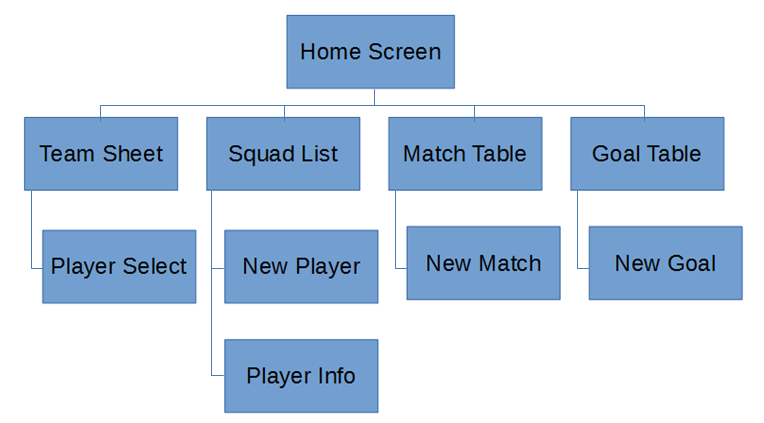 Home Screen
Team Sheet
Squad List
Match Table
Goal Table
Player Select
New Player
New Match
New Goal
Player Info